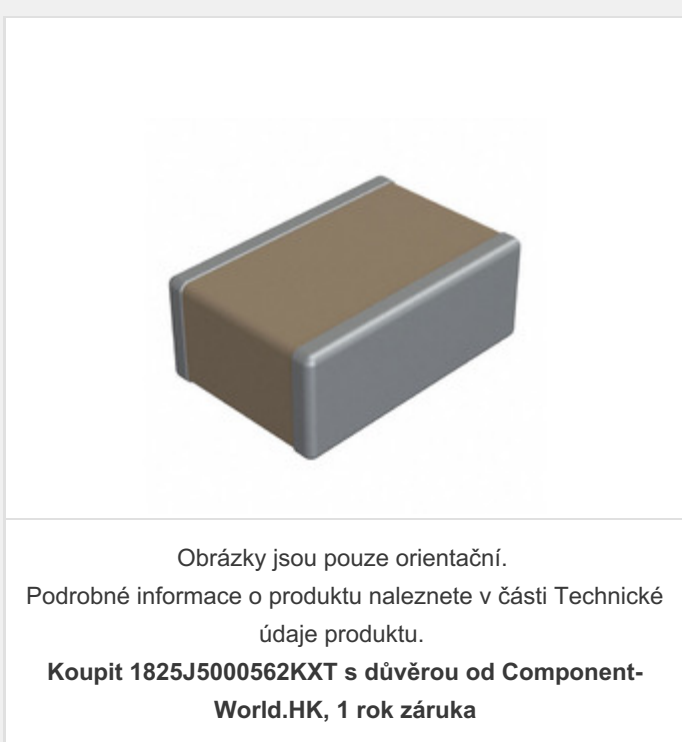 Obrázky jsou pouze orientační.
Podrobné informace o produktu naleznete v části Technické
údaje produktu.
Koupit 1825J5000562KXT s důvěrou od Component-
World.HK, 1 rok záruka